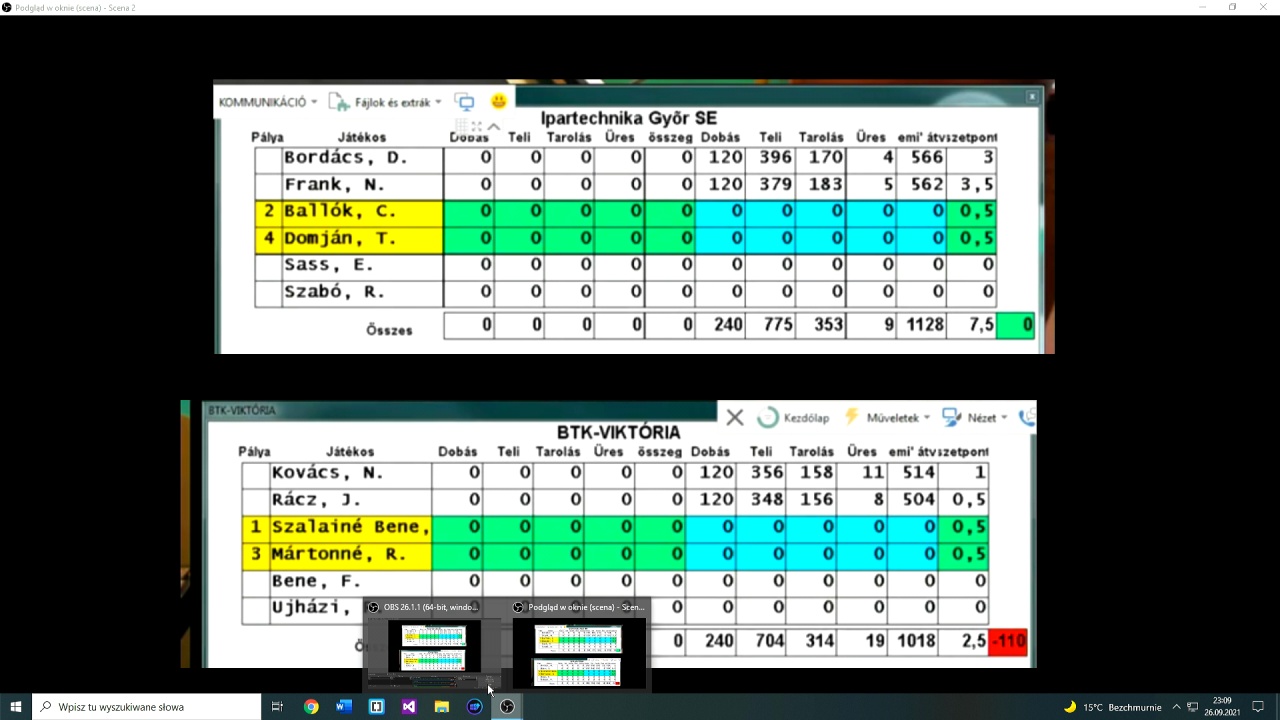 Podgląd w oknie (scena) - Scena 2
KOMMUNIKÁCIÓ Fájlok és extrák
Ipartechnika Győr SE
Pálya Játékos Dobás Teli Tarolás Üres összeg Dobás Teli Tarolás Üres emi' átv szetpont
Bordács, D. 0 0 0 0 0 120 396 170 4 566 3
Frank, N. 0 0 0 0 0 120 379 183 5 562 3,5
2 Ballók, C. 0 0 0 0 0 0 0 0 0 0 0,5
4 Domján, T. 0 0 0 0 0 0 0 0 0 0 0,5
Sass, E. 0 0 0 0 0 0 0 0 0 0 0
Szabó, R. 0 0 0 0 0 0 0 0 0 0 0
Összes 0 0 0 0 0 240 775 353 9 1128 7,5 0
BTK-VIKTÓRIA Kezdőlap Műveletek Nézet
BTK-VIKTÓRIA
Pálya Játékos Dobás Teli Tarolás Üres összeg Dobás Teli Tarolás Üres emi' átv szetpont
Kovács, N. 0 0 0 0 0 120 356 158 11 514 1
Rácz, J. 0 0 0 0 0 120 348 156 8 504 0,5
1 Szalainé Bene, 0 0 0 0 0 0 0 0 0 0 0,5
3 Mártonné, R. 0 0 0 0 0 0 0 0 0 0 0,5
Bene, F. 0 0 0 0 0 0 0 0 0 0 0
Ujházi, 0 0 0 0 0 0 0
OBS 26.1.1 (64-bit, windo... Podgląd w oknie (scena) - Scen...
0 240 704 314 19 1018 2,5 -110
Wpisz tu wyszukiwane słowa 15°C Bezchmurnie 23:09
26.09.2021